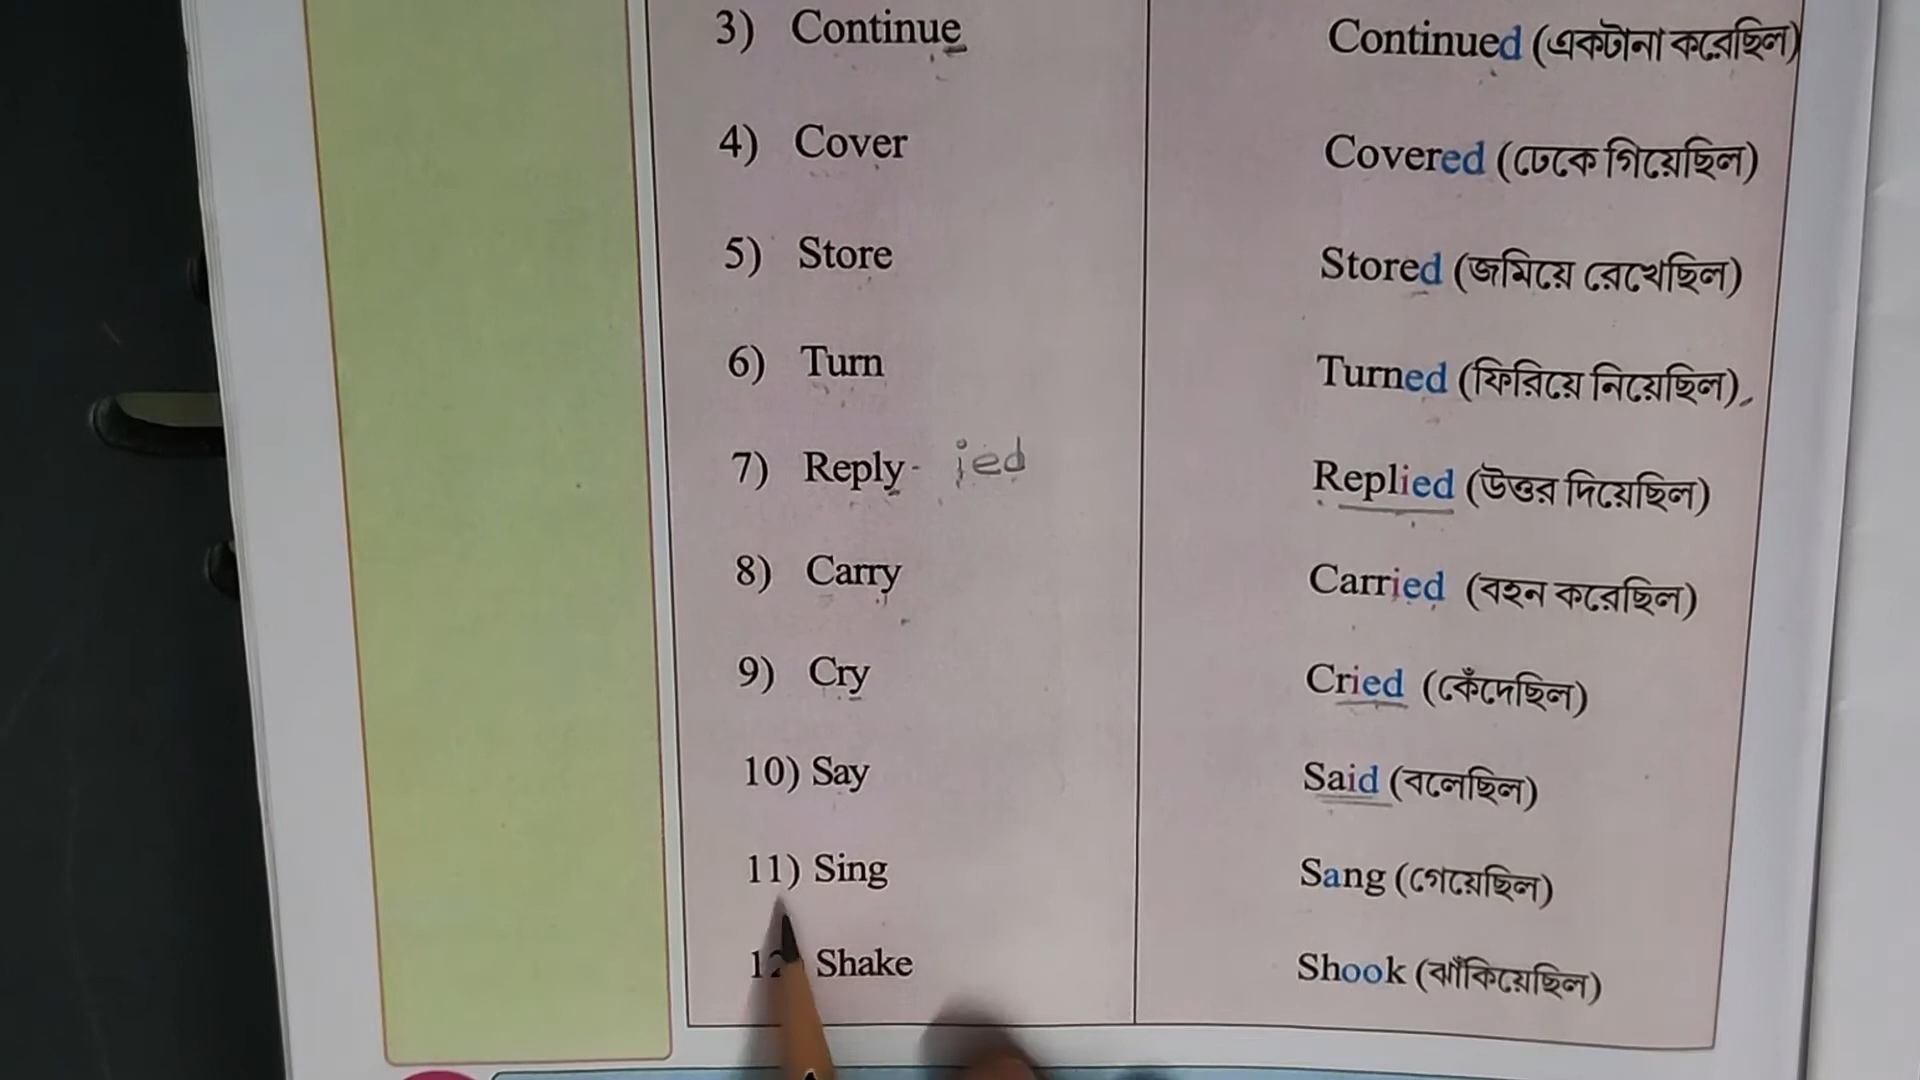 3) Continue Continued (একটানা করেছিল)
4) Cover Covered (ঢেকে গিয়েছিল)
5) Store Stored (জমিয়ে রেখেছিল)
6) Turn Turned (ফিরিয়ে নিয়েছিল)
7) Reply - ied Replied (উত্তর দিয়েছিল)
8) Carry Carried (বহন করেছিল)
9) Cry Cried (কেঁদেছিল)
10) Say Said (বলেছিল)
11) Sing Sang (গেয়েছিল)
12) Shake Shook (ঝাঁকিয়েছিল)